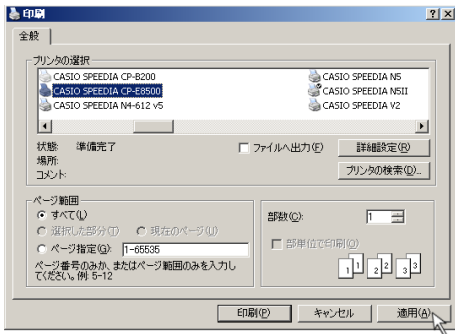 印刷
全般
プリンタの選択
CASIO SPEEDIA CP-B200
CASIO SPEEDIA CP-E8500
CASIO SPEEDIA N4-612 v5
CASIO SPEEDIA N5
CASIO SPEEDIA N5II
CASIO SPEEDIA V2
状態: 準備完了
場所:
コメント:
ファイルへ出力(F)
詳細設定(R)
プリンタの検索(D)...
ページ範囲
すべて(L)
選択した部分(T)
現在のページ(U)
ページ指定(G): 1-65535
ページ番号のみか、またはページ範囲のみを入力し
てください。例: 5-12
部数(C): 1
部単位で印刷(O)
1 1 2 2 3 3
印刷(P)
キャンセル
適用(A)